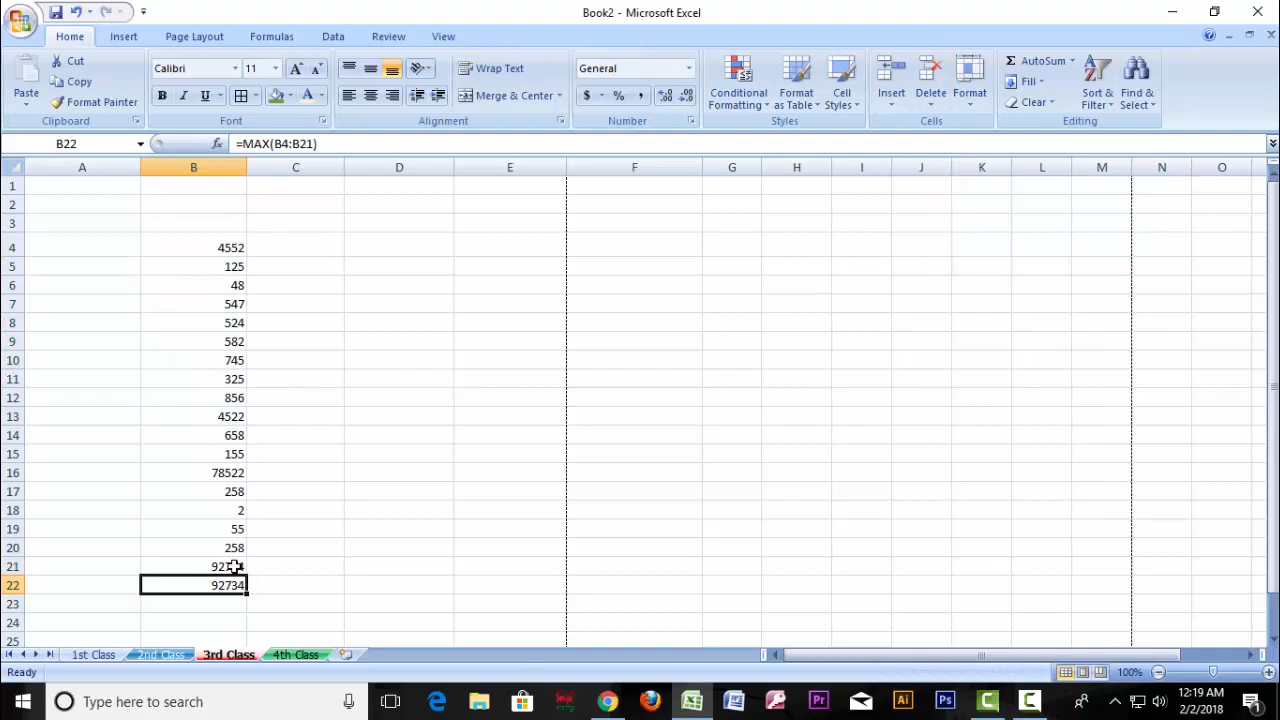 Book2 - Microsoft Excel
Home Insert Page Layout Formulas Data Review View
Paste
Cut
Copy
Format Painter
Clipboard
Calibri 11
B I U
Font
Wrap Text
Merge & Center
Alignment
General
$ % ,
Number
Conditional Formatting
Format as Table
Cell Styles
Styles
Insert Delete Format
Cells
Σ AutoSum
Fill
Clear
Sort & Filter
Find & Select
Editing
B22 fx =MAX(B4:B21)
A B C D E F G H I J K L M N O
1
2
3
4 4552
5 125
6 48
7 547
8 524
9 582
10 745
11 325
12 856
13 4522
14 658
15 155
16 78522
17 258
18 2
19 55
20 258
21
22 92734
23
24
25
1st Class 2nd Class 3rd Class 4th Class
Ready 100%
Type here to search
Pr Ai Ps
12:19 AM
2/2/2018
1